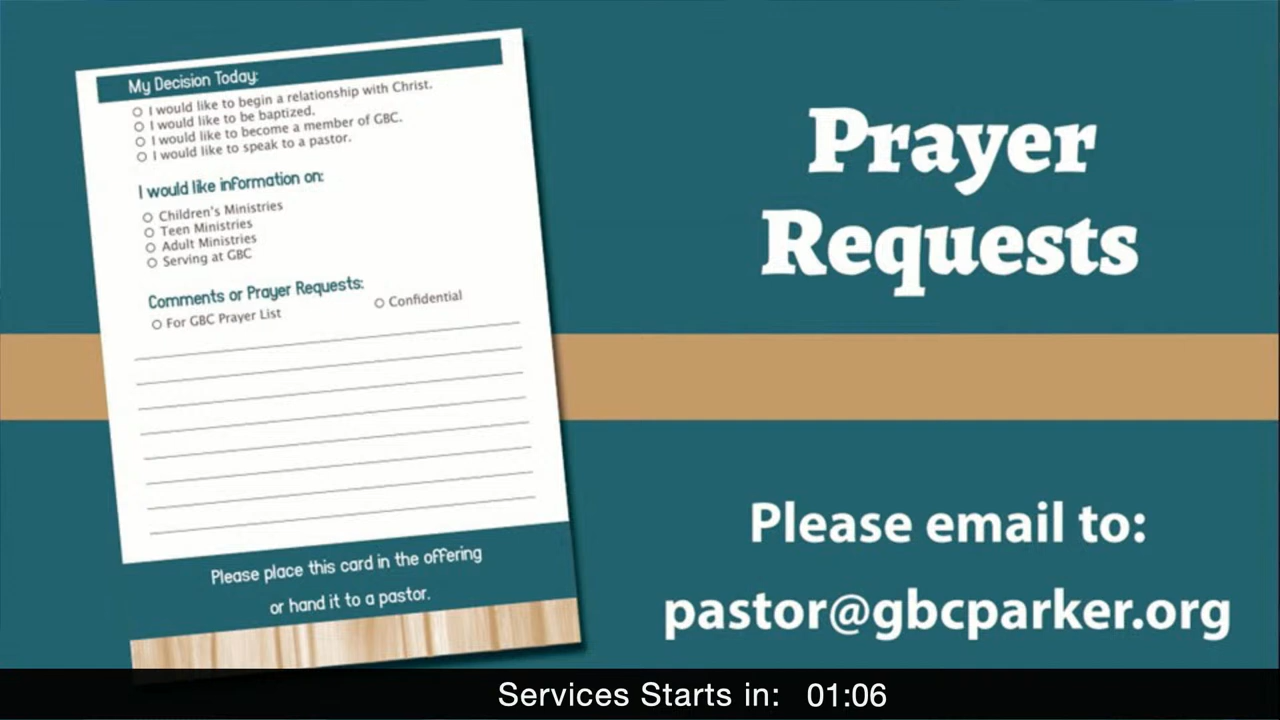 My Decision Today:
I would like to begin a relationship with Christ.
I would like to be baptized.
I would like to become a member of GBC.
I would like to speak to a pastor.
I would like information on:
Children's Ministries
Teen Ministries
Adult Ministries
Serving at GBC
Comments or Prayer Requests:
For GBC Prayer List
Confidential
Please place this card in the offering
or hand it to a pastor.
Prayer
Requests
Please email to:
pastor@gbcparker.org
Services Starts in: 01:06